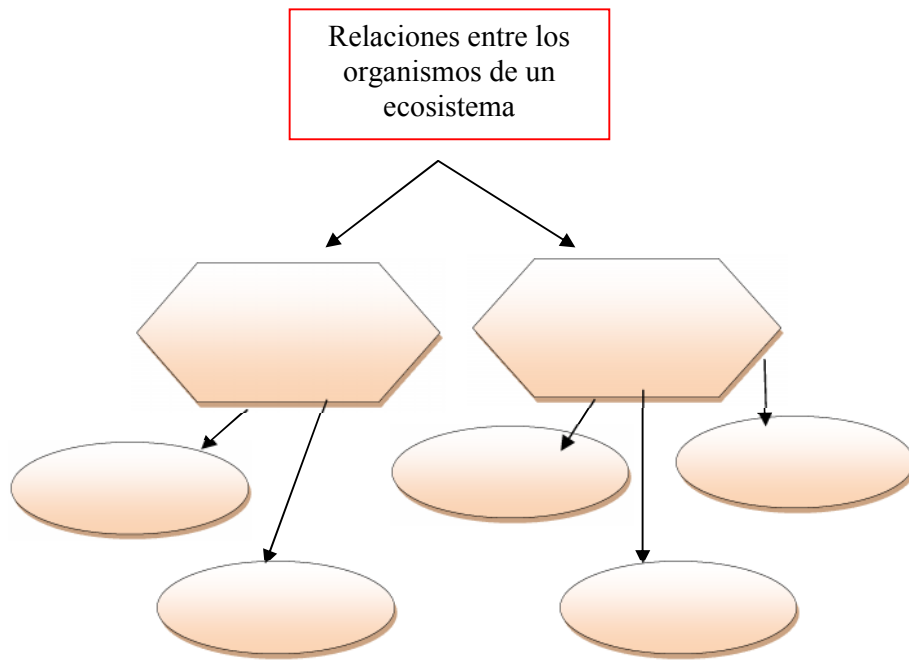 Relaciones entre los
organismos de un
ecosistema